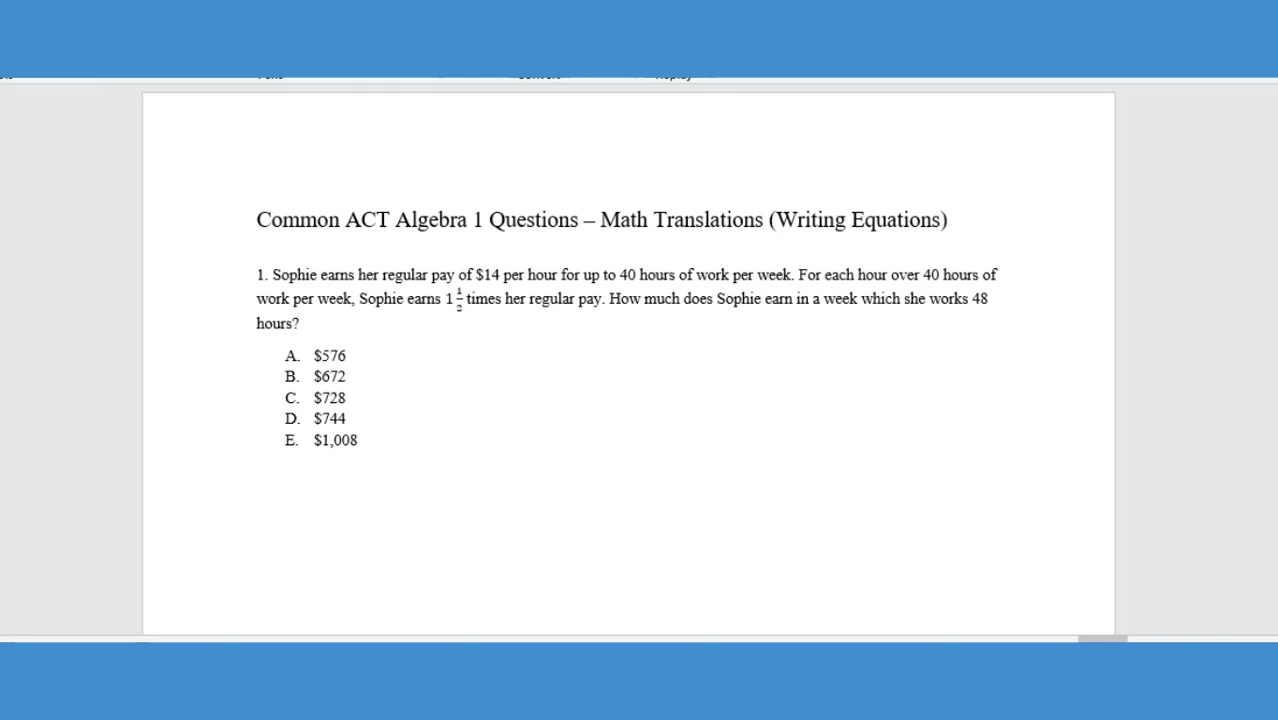 Common ACT Algebra 1 Questions – Math Translations (Writing Equations)
1. Sophie earns her regular pay of $14 per hour for up to 40 hours of work per week. For each hour over 40 hours of
work per week, Sophie earns 1 1/2 times her regular pay. How much does Sophie earn in a week which she works 48
hours?
A. $576
B. $672
C. $728
D. $744
E. $1,008